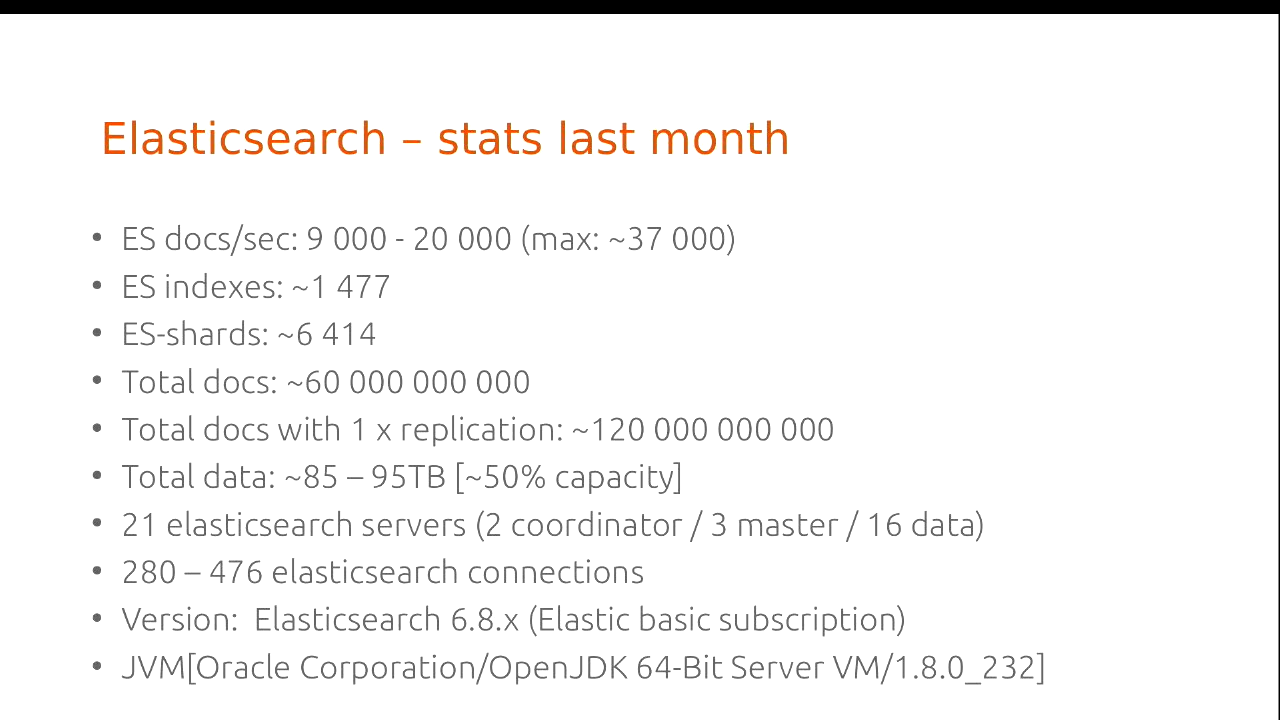 Elasticsearch – stats last month
• ES docs/sec: 9 000 - 20 000 (max: ~37 000)
• ES indexes: ~1 477
• ES-shards: ~6 414
• Total docs: ~60 000 000 000
• Total docs with 1 x replication: ~120 000 000 000
• Total data: ~85 – 95TB [~50% capacity]
• 21 elasticsearch servers (2 coordinator / 3 master / 16 data)
• 280 – 476 elasticsearch connections
• Version:  Elasticsearch 6.8.x (Elastic basic subscription)
• JVM[Oracle Corporation/OpenJDK 64-Bit Server VM/1.8.0_232]